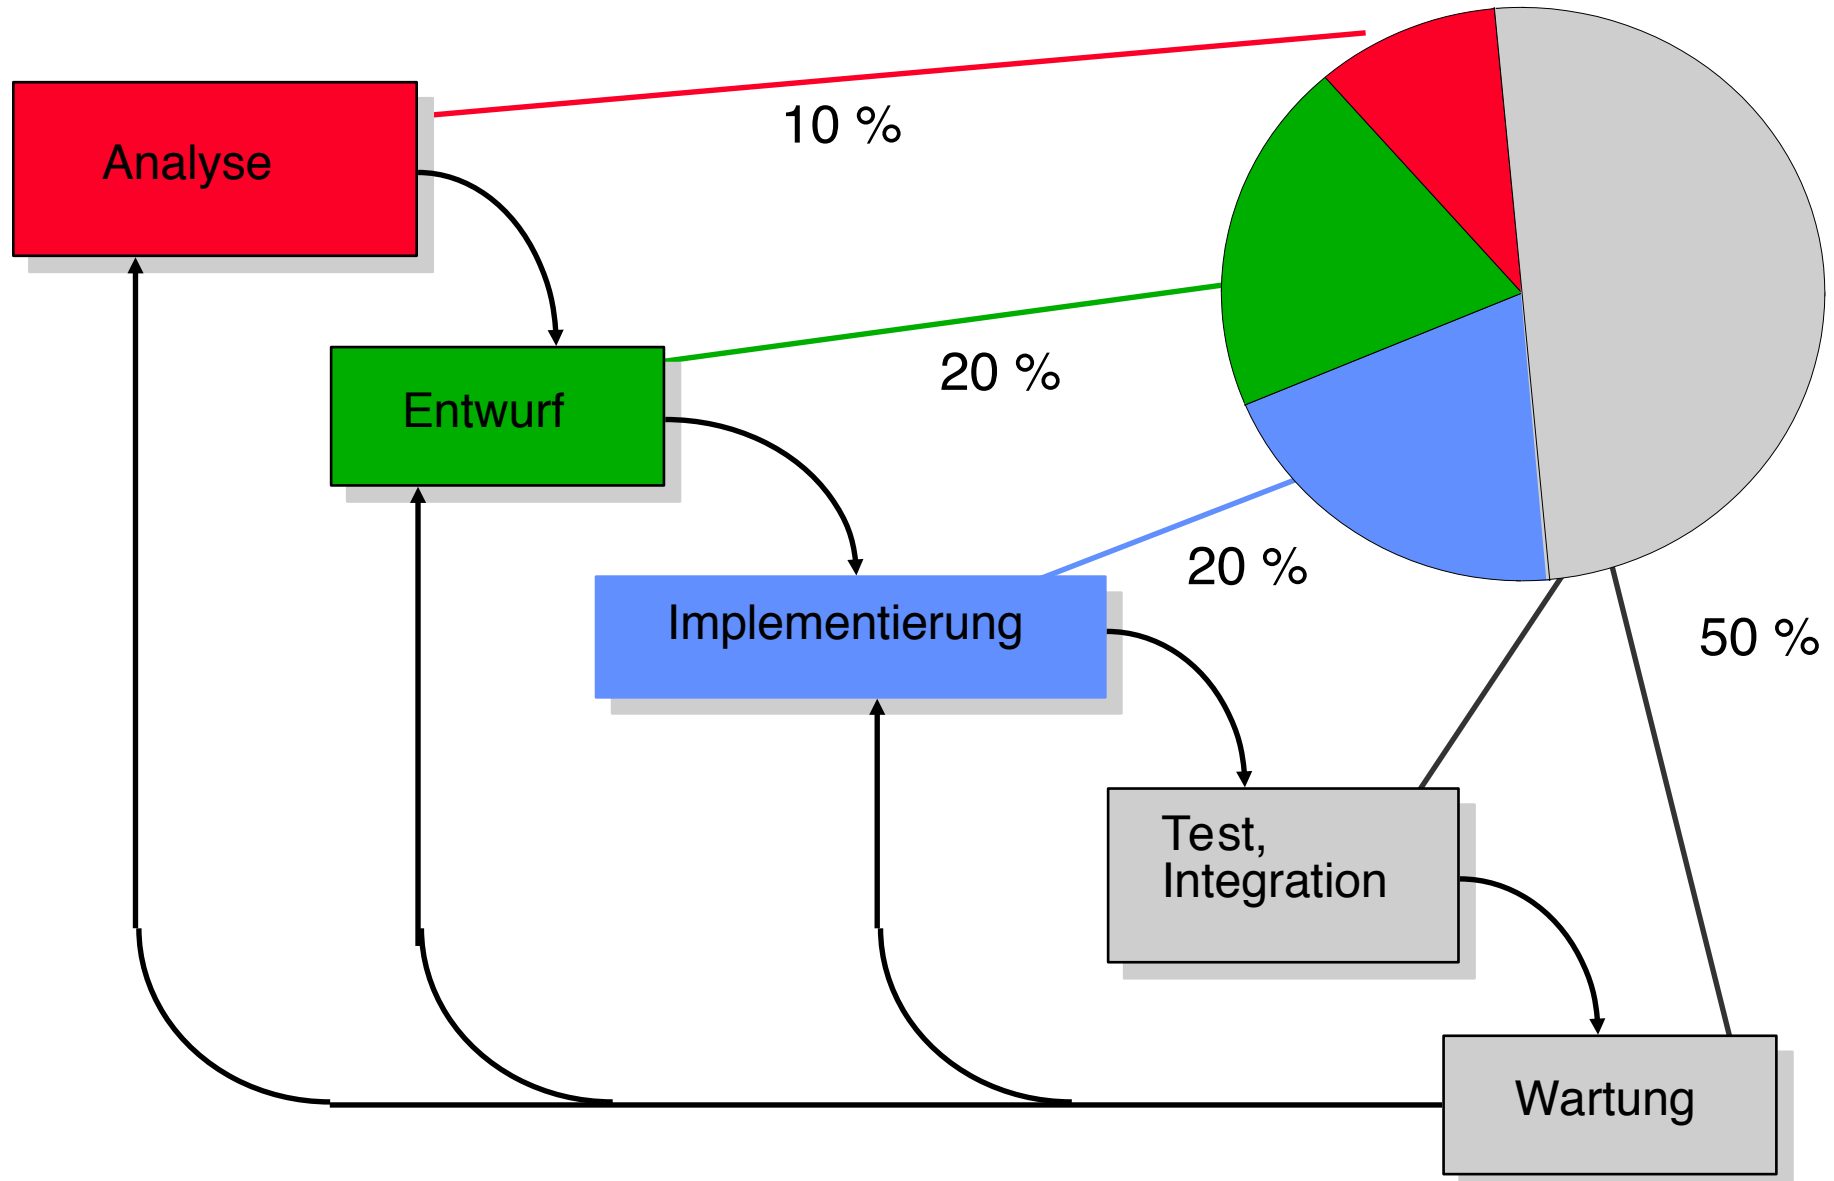 10 %
Analyse
20 %
Entwurf
20 %
Implementierung
50 %
Test,
Integration
Wartung